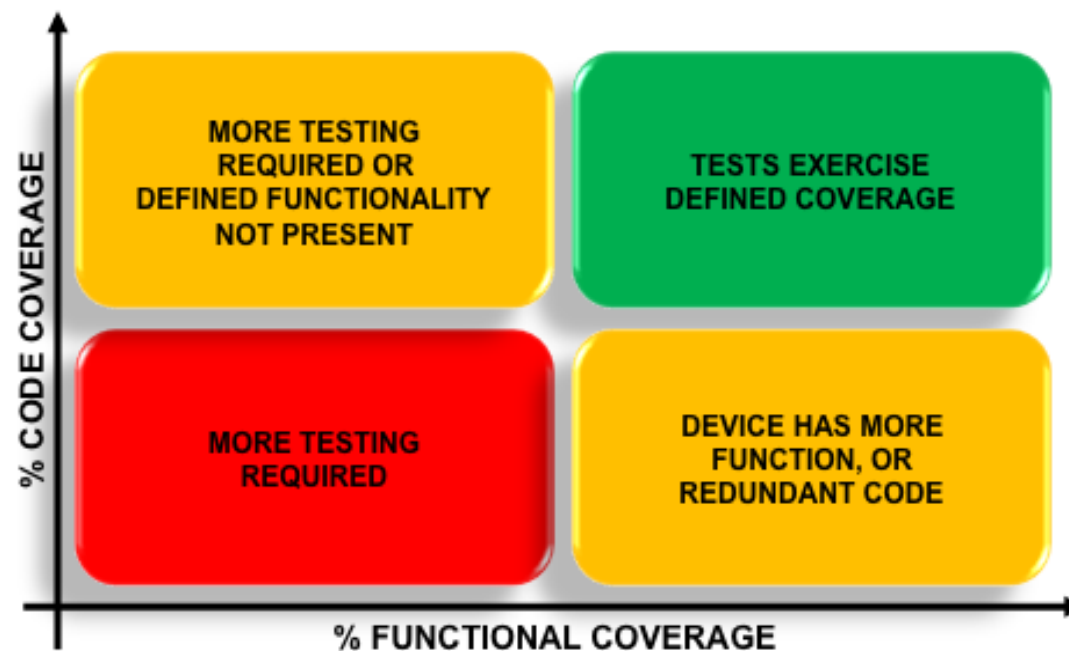 % CODE COVERAGE
MORE TESTING
REQUIRED OR
DEFINED FUNCTIONALITY
NOT PRESENT
TESTS EXERCISE
DEFINED COVERAGE
MORE TESTING
REQUIRED
DEVICE HAS MORE
FUNCTION, OR
REDUNDANT CODE
% FUNCTIONAL COVERAGE